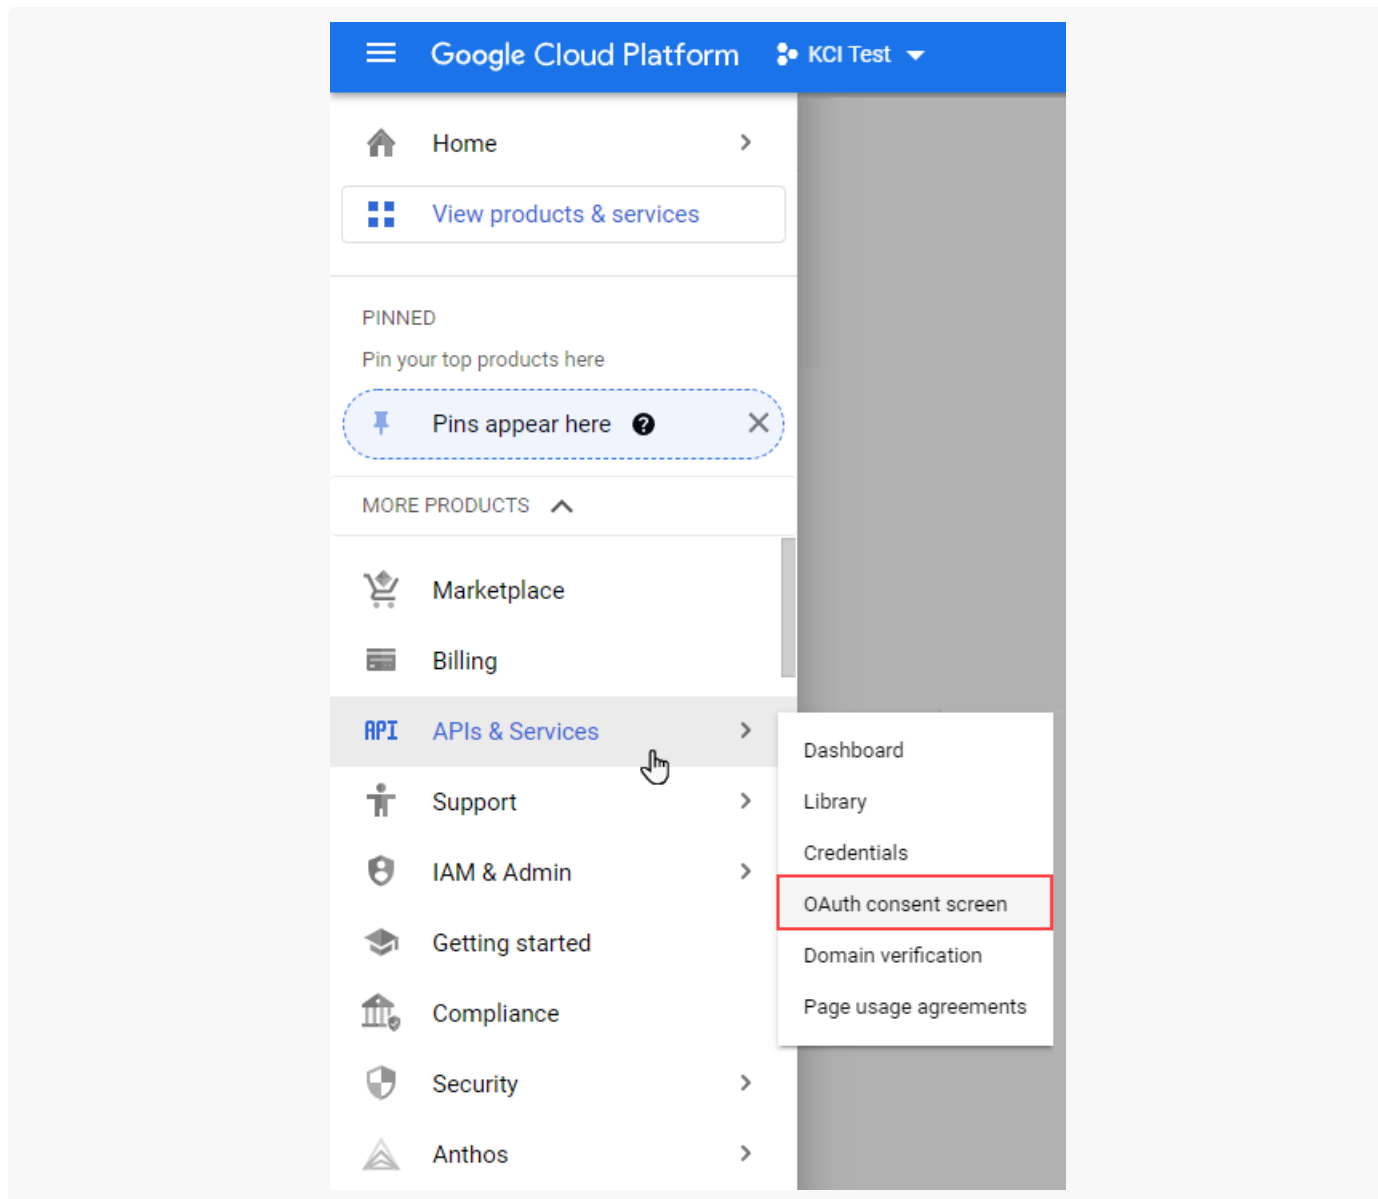 Google Cloud Platform KCI Test
Home
View products & services
PINNED
Pin your top products here
Pins appear here ?
MORE PRODUCTS
Marketplace
Billing
API APIs & Services
Support
IAM & Admin
Getting started
Compliance
Security
Anthos
Dashboard
Library
Credentials
OAuth consent screen
Domain verification
Page usage agreements